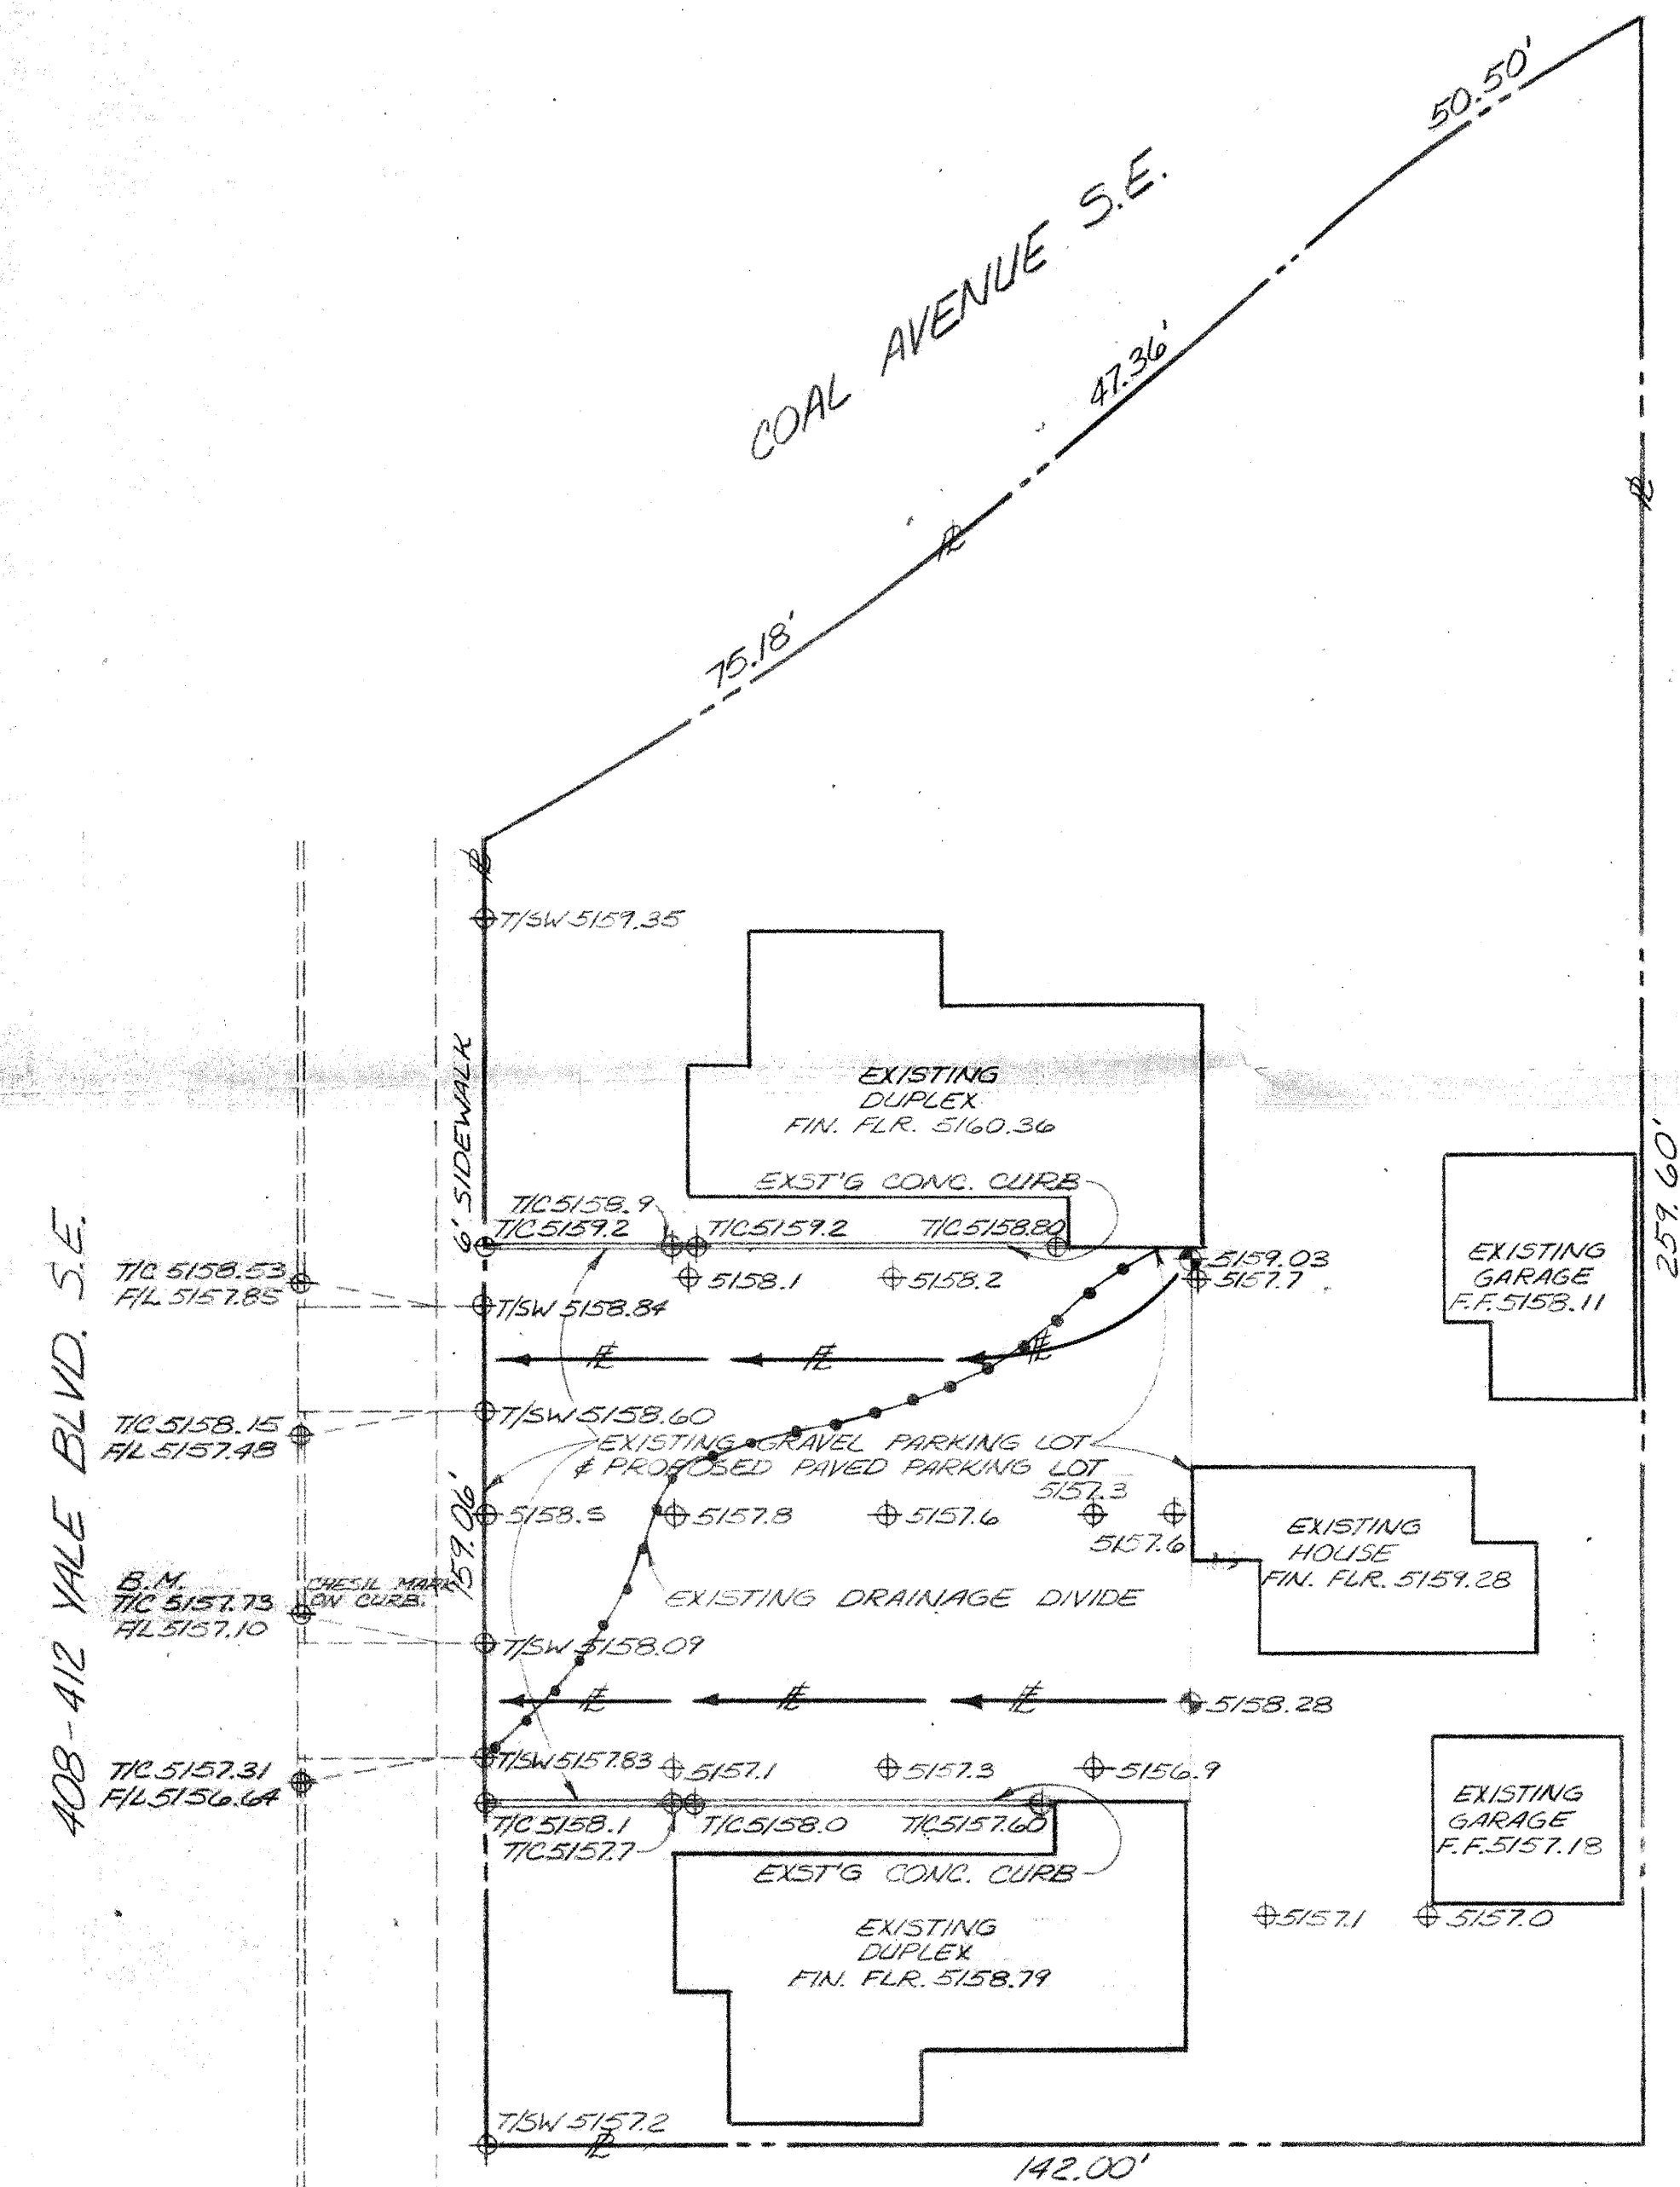 50.50'
COAL AVENUE S.E.
47.36'
PL
PL
75.18'
PL
T/SW 5159.35
6' SIDEWALK
EXISTING
DUPLEX
FIN. FLR. 5160.36
EXST'G CONC. CURB
T/C 5158.9
T/C 5159.2
T/C 5159.2
T/C 5158.80
259.60'
EXISTING
GARAGE
F.F. 5158.11
5159.03
5157.7
5158.1
5158.2
T/C 5158.53
F/L 5157.85
T/SW 5158.84
408-412 YALE BLVD. S.E.
T/C 5158.15
F/L 5157.48
T/SW 5158.60
EXISTING GRAVEL PARKING LOT
& PROPOSED PAVED PARKING LOT
159.06'
5158.5
5157.8
5157.6
5157.3
5157.6
EXISTING
HOUSE
FIN. FLR. 5159.28
B.M.
T/C 5157.73
F/L 5157.10
CHESIL MARK
ON CURB.
EXISTING DRAINAGE DIVIDE
T/SW 5158.09
5158.28
T/C 5157.31
F/L 5156.64
T/SW 5157.83
5157.1
5157.3
5156.9
T/C 5158.1
T/C 5157.7
T/C 5158.0
T/C 5157.60
EXST'G CONC. CURB
EXISTING
GARAGE
F.F. 5157.18
5157.1
5157.0
EXISTING
DUPLEX
FIN. FLR. 5158.79
T/SW 5157.2
PL
142.00'